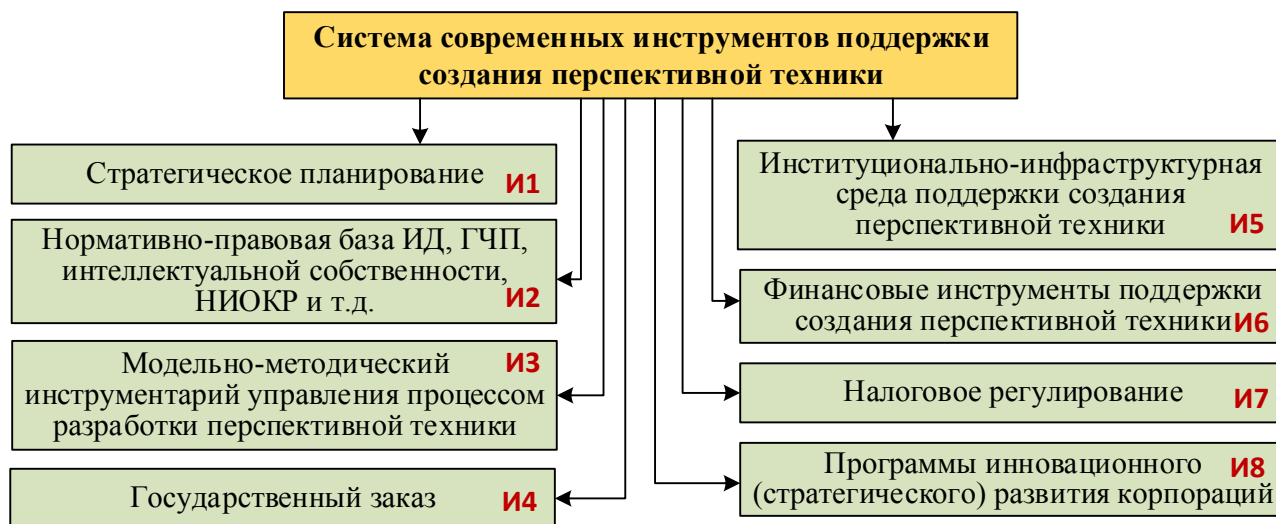 Система современных инструментов поддержки
создания перспективной техники
Стратегическое планирование И1
Нормативно-правовая база ИД, ГЧП,
интеллектуальной собственности,
НИОКР и т.д. И2
Модельно-методический И3
инструментарий управления процессом
разработки перспективной техники
Государственный заказ И4
Институционально-инфраструктурная
среда поддержки создания
перспективной техники И5
Финансовые инструменты поддержки
создания перспективной техники И6
Налоговое регулирование И7
Программы инновационного И8
(стратегического) развития корпораций